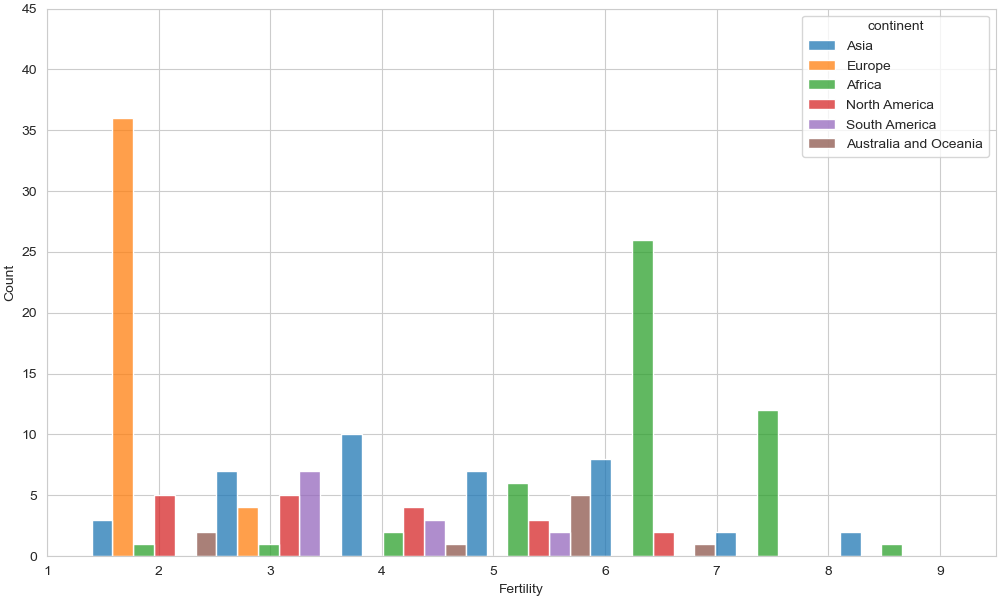 45
40
35
30
25
20
15
10
5
0
Count
1 2 3 4 5 6 7 8 9
Fertility
continent
Asia
Europe
Africa
North America
South America
Australia and Oceania